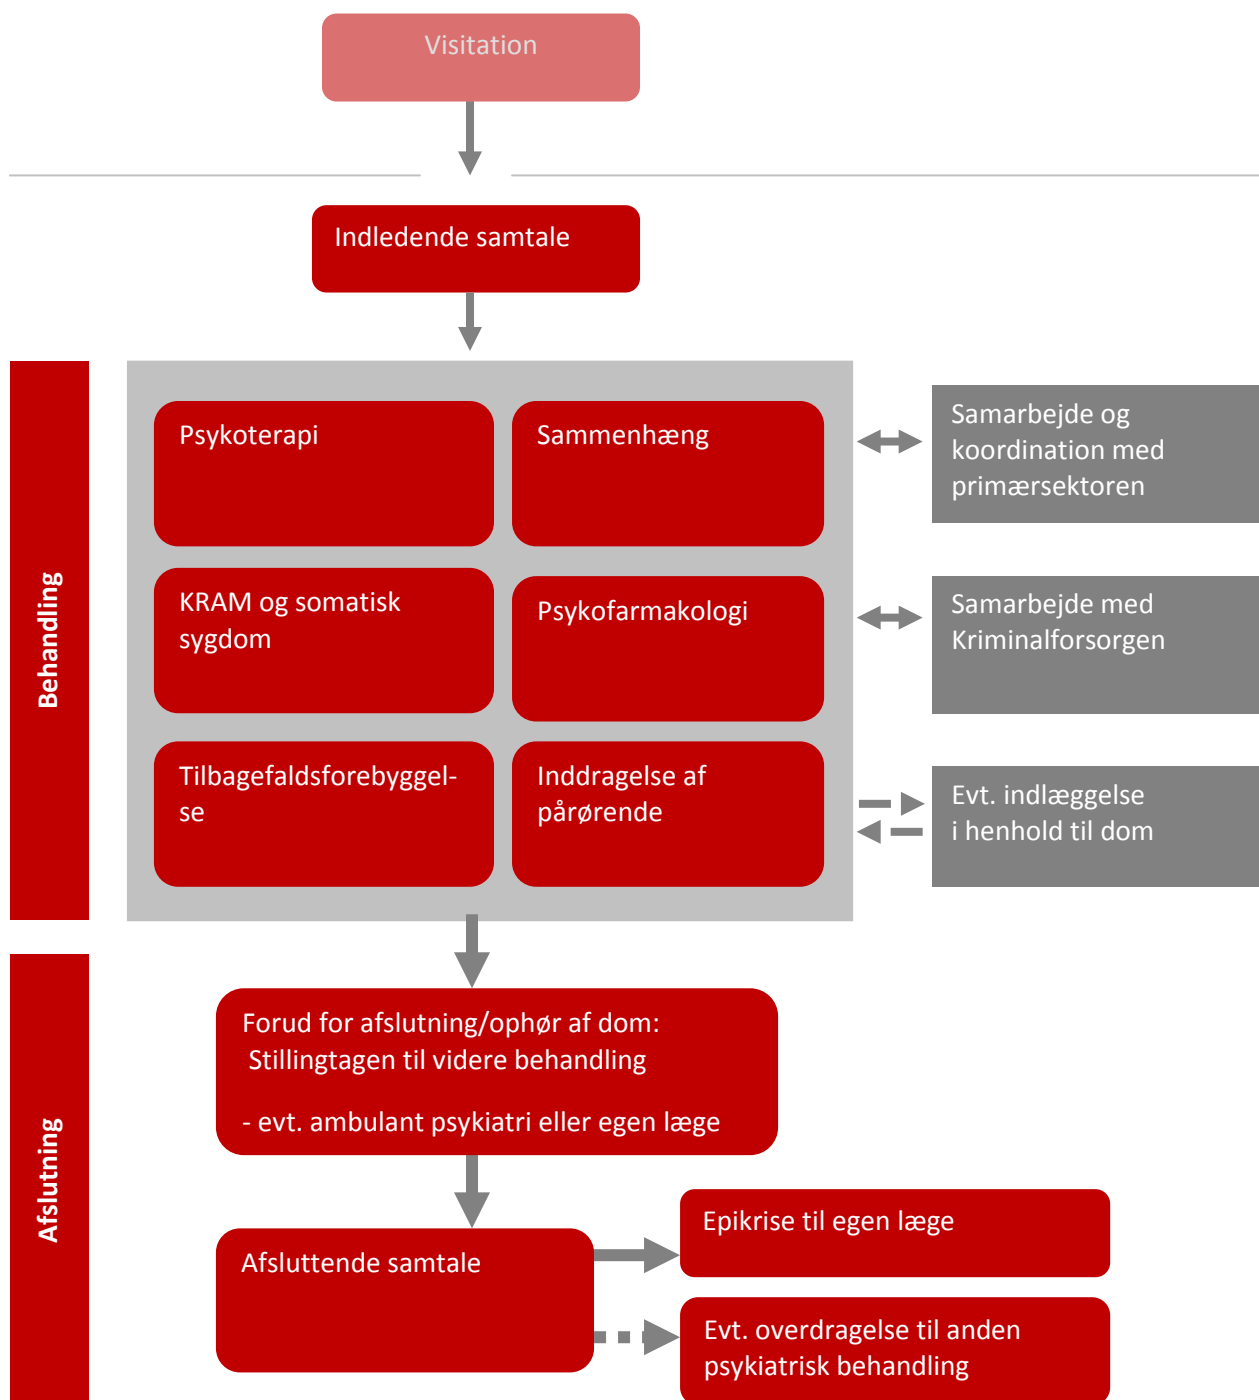 Visitation
Indledende samtale
Behandling
Psykoterapi
Sammenhæng
Samarbejde og
koordination med
primærsektoren
KRAM og somatisk
sygdom
Psykofarmakologi
Samarbejde med
Kriminalforsorgen
Tilbagefaldsforebyggel-
se
Inddragelse af
pårørende
Evt. indlæggelse
i henhold til dom
Afslutning
Forud for afslutning/ophør af dom:
Stillingtagen til videre behandling
- evt. ambulant psykiatri eller egen læge
Afsluttende samtale
Epikrise til egen læge
Evt. overdragelse til anden
psykiatrisk behandling